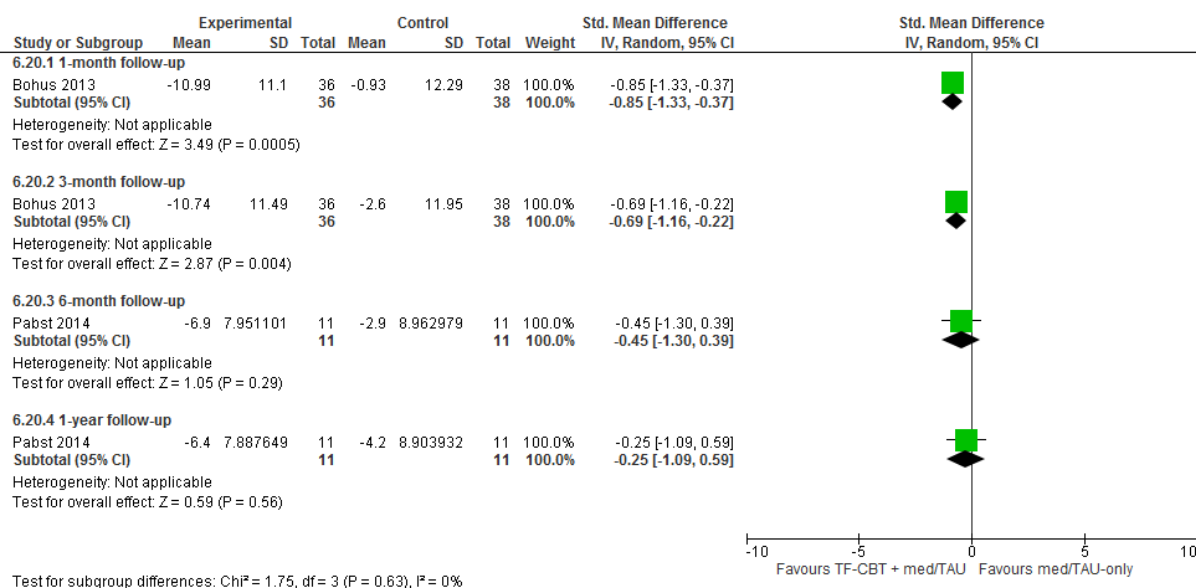 Experimental Control Std. Mean Difference Std. Mean Difference
Study or Subgroup Mean SD Total Mean SD Total Weight IV, Random, 95% CI IV, Random, 95% CI
6.20.1 1-month follow-up
Bohus 2013 -10.99 11.1 36 -0.93 12.29 38 100.0% -0.85 [-1.33, -0.37]
Subtotal (95% CI) 36 38 100.0% -0.85 [-1.33, -0.37]
Heterogeneity: Not applicable
Test for overall effect: Z = 3.49 (P = 0.0005)
6.20.2 3-month follow-up
Bohus 2013 -10.74 11.49 36 -2.6 11.95 38 100.0% -0.69 [-1.16, -0.22]
Subtotal (95% CI) 36 38 100.0% -0.69 [-1.16, -0.22]
Heterogeneity: Not applicable
Test for overall effect: Z = 2.87 (P = 0.004)
6.20.3 6-month follow-up
Pabst 2014 -6.9 7.951101 11 -2.9 8.962979 11 100.0% -0.45 [-1.30, 0.39]
Subtotal (95% CI) 11 11 100.0% -0.45 [-1.30, 0.39]
Heterogeneity: Not applicable
Test for overall effect: Z = 1.05 (P = 0.29)
6.20.4 1-year follow-up
Pabst 2014 -6.4 7.887649 11 -4.2 8.903932 11 100.0% -0.25 [-1.09, 0.59]
Subtotal (95% CI) 11 11 100.0% -0.25 [-1.09, 0.59]
Heterogeneity: Not applicable
Test for overall effect: Z = 0.59 (P = 0.56)
-10 -5 0 5 10
Favours TF-CBT + med/TAU Favours med/TAU-only
Test for subgroup differences: Chi² = 1.75, df = 3 (P = 0.63), I² = 0%